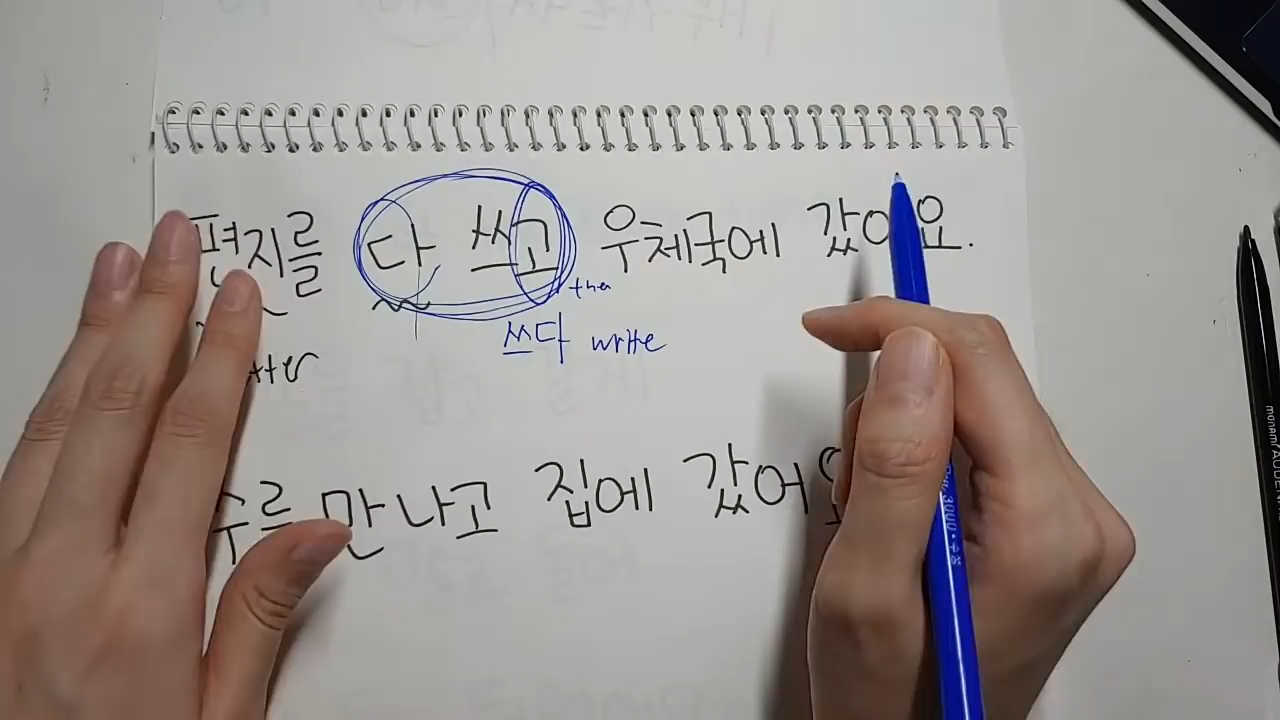 편지를 다 쓰고 우체국에 갔어요.
then
쓰다 write
만나고 집에 갔어요